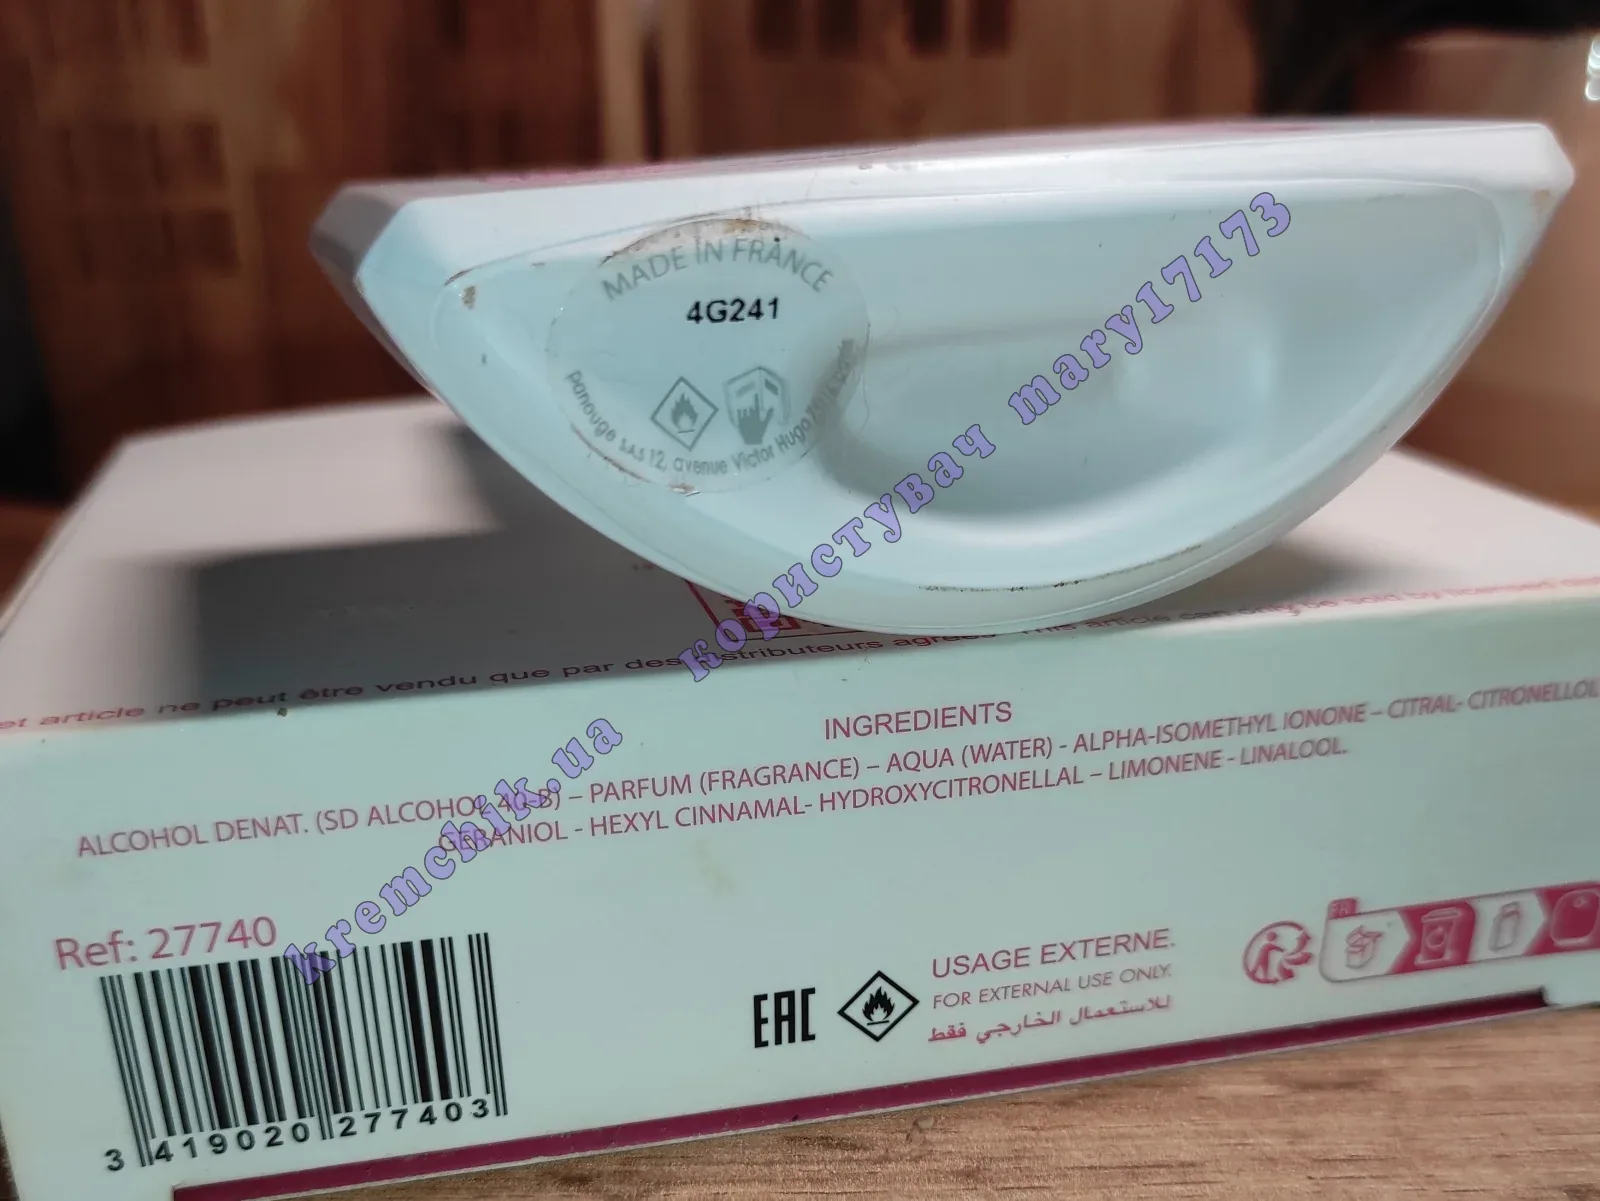 MADE IN FRANCE
4G241
Panouge S.A.S 12, avenue Victor Hugo
користувач mary17173
et article ne peut être vendu que par des distributeurs agréés This article can only be sold by licensed
INGREDIENTS
ALCOHOL DENAT. (SD ALCOHOL 40-B) – PARFUM (FRAGRANCE) – AQUA (WATER) - ALPHA-ISOMETHYL IONONE – CITRAL- CITRONELLOL
GERANIOL - HEXYL CINNAMAL- HYDROXYCITRONELLAL – LIMONENE - LINALOOL.
kremchik.ua
Ref: 27740
3 419020 277403
EAC
USAGE EXTERNE.
FOR EXTERNAL USE ONLY.
للاستعمال الخارجي فقط
FR